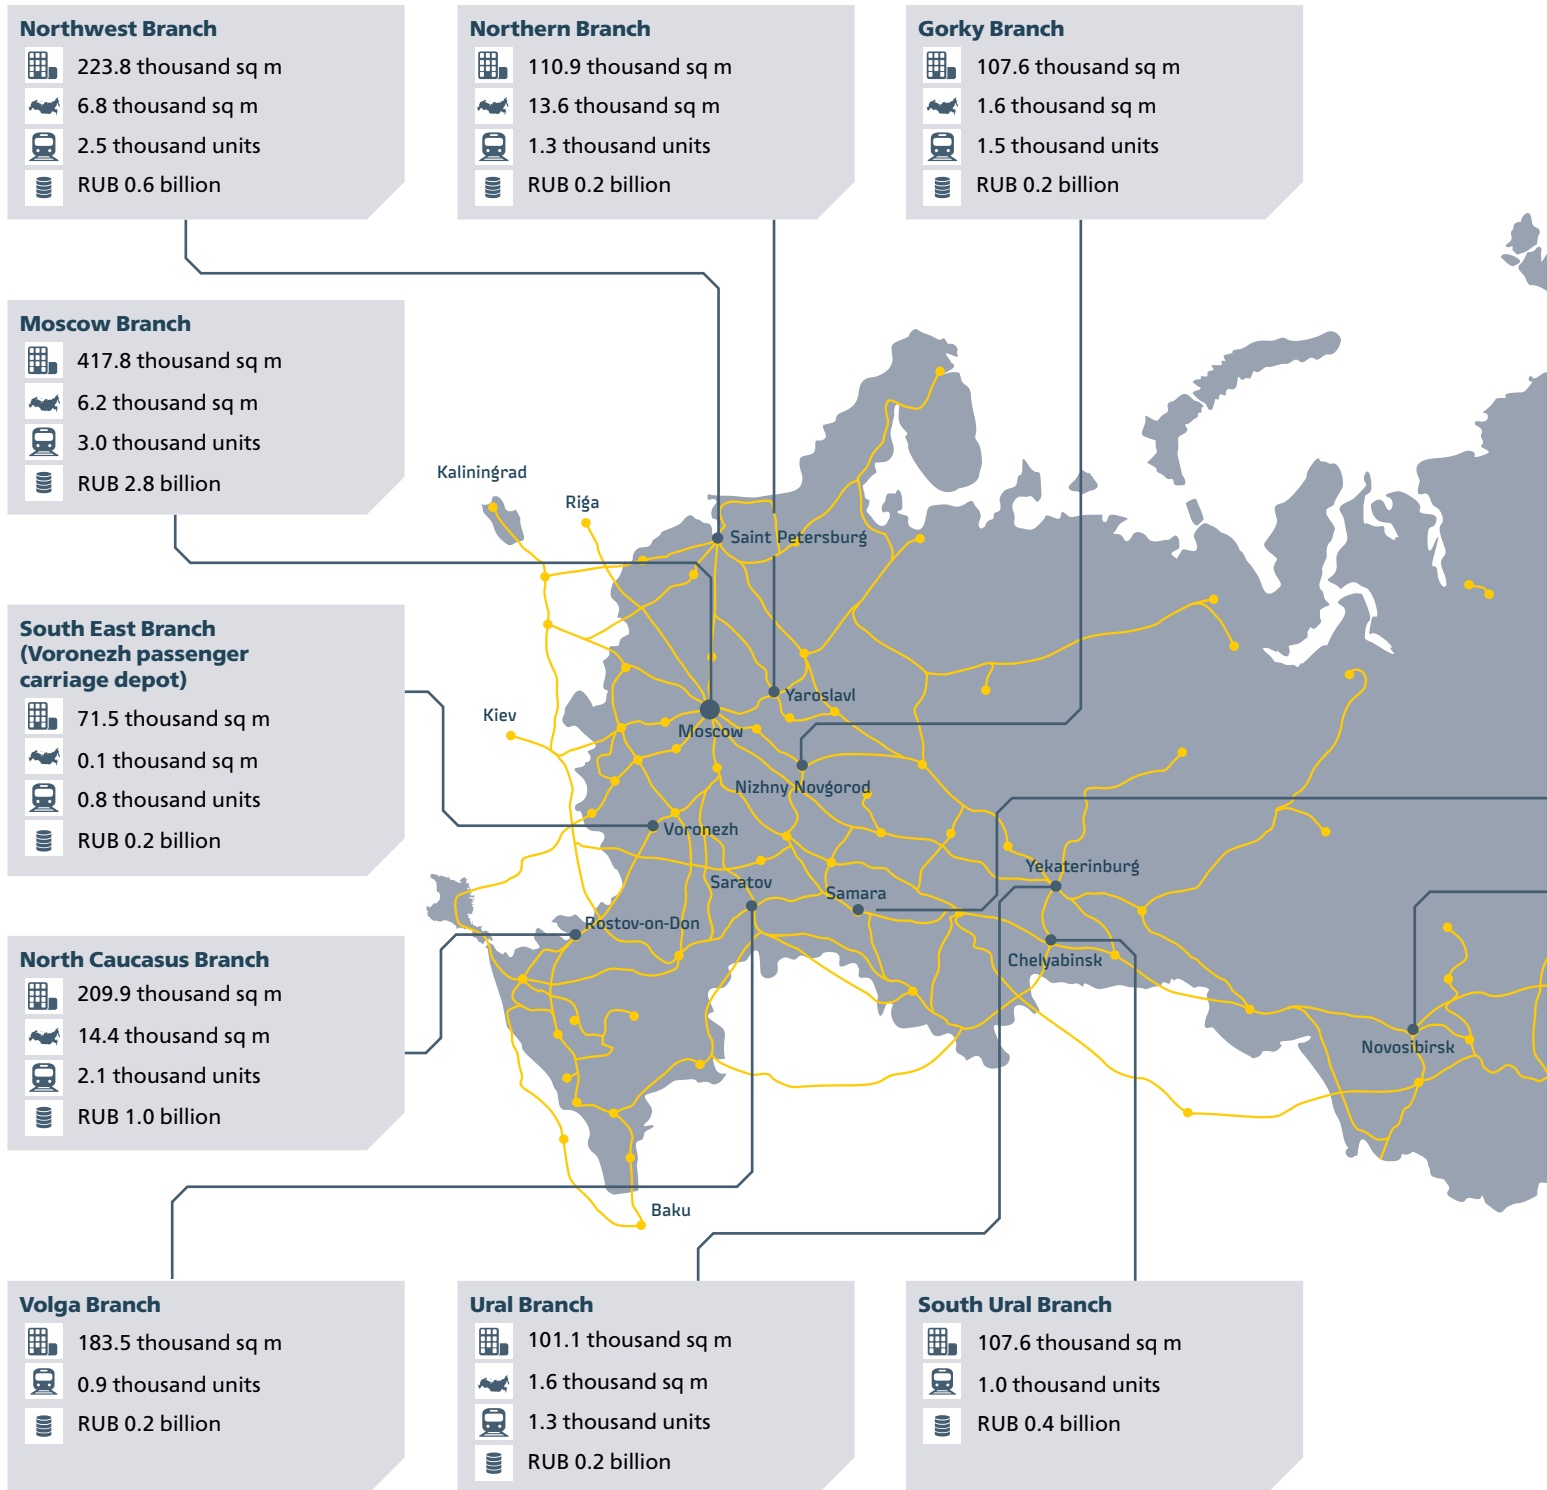 Northwest Branch
223.8 thousand sq m
6.8 thousand sq m
2.5 thousand units
RUB 0.6 billion
Northern Branch
110.9 thousand sq m
13.6 thousand sq m
1.3 thousand units
RUB 0.2 billion
Gorky Branch
107.6 thousand sq m
1.6 thousand sq m
1.5 thousand units
RUB 0.2 billion
Moscow Branch
417.8 thousand sq m
6.2 thousand sq m
3.0 thousand units
RUB 2.8 billion
South East Branch
(Voronezh passenger
carriage depot)
71.5 thousand sq m
0.1 thousand sq m
0.8 thousand units
RUB 0.2 billion
North Caucasus Branch
209.9 thousand sq m
14.4 thousand sq m
2.1 thousand units
RUB 1.0 billion
Kaliningrad
Riga
Saint Petersburg
Yaroslavl
Kiev
Moscow
Nizhny Novgorod
Voronezh
Yekaterinburg
Saratov
Samara
Rostov-on-Don
Chelyabinsk
Novosibirsk
Baku
Volga Branch
183.5 thousand sq m
0.9 thousand units
RUB 0.2 billion
Ural Branch
101.1 thousand sq m
1.6 thousand sq m
1.3 thousand units
RUB 0.2 billion
South Ural Branch
107.6 thousand sq m
1.0 thousand units
RUB 0.4 billion